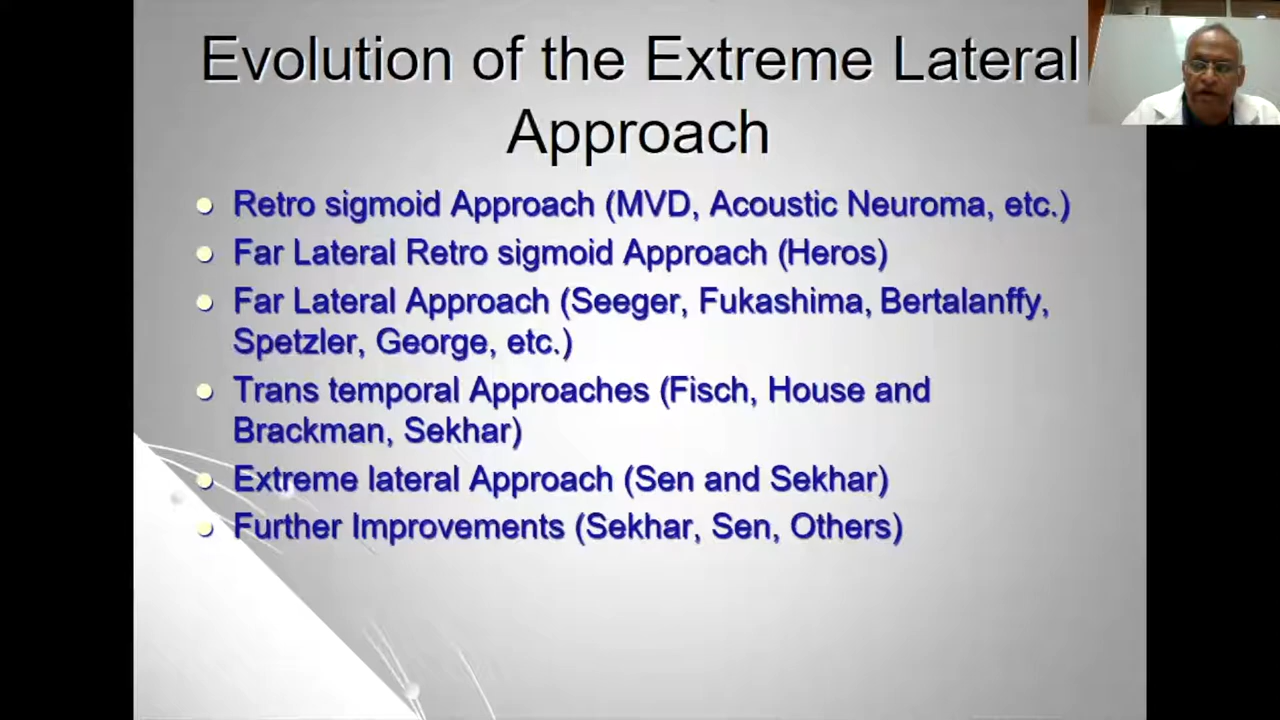 Evolution of the Extreme Lateral
Approach
Retro sigmoid Approach (MVD, Acoustic Neuroma, etc.)
Far Lateral Retro sigmoid Approach (Heros)
Far Lateral Approach (Seeger, Fukashima, Bertalanffy,
Spetzler, George, etc.)
Trans temporal Approaches (Fisch, House and
Brackman, Sekhar)
Extreme lateral Approach (Sen and Sekhar)
Further Improvements (Sekhar, Sen, Others)